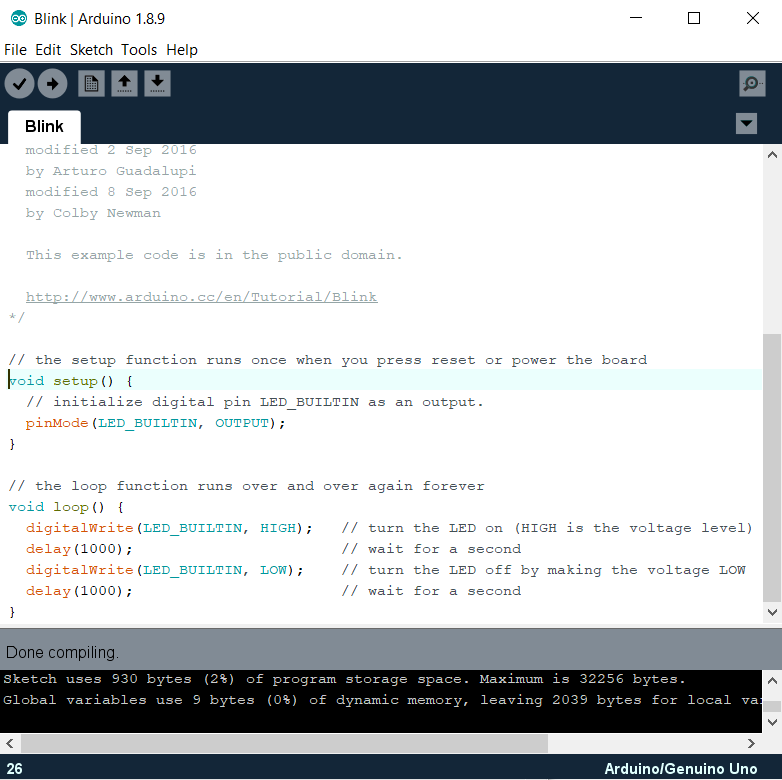 Blink | Arduino 1.8.9
File Edit Sketch Tools Help
Blink
modified 2 Sep 2016
by Arturo Guadalupi
modified 8 Sep 2016
by Colby Newman
This example code is in the public domain.
http://www.arduino.cc/en/Tutorial/Blink
*/
// the setup function runs once when you press reset or power the board
void setup() {
// initialize digital pin LED_BUILTIN as an output.
pinMode(LED_BUILTIN, OUTPUT);
}
// the loop function runs over and over again forever
void loop() {
digitalWrite(LED_BUILTIN, HIGH);   // turn the LED on (HIGH is the voltage level)
delay(1000);                       // wait for a second
digitalWrite(LED_BUILTIN, LOW);    // turn the LED off by making the voltage LOW
delay(1000);                       // wait for a second
}
Done compiling.
Sketch uses 930 bytes (2%) of program storage space. Maximum is 32256 bytes.
Global variables use 9 bytes (0%) of dynamic memory, leaving 2039 bytes for local
26 Arduino/Genuino Uno